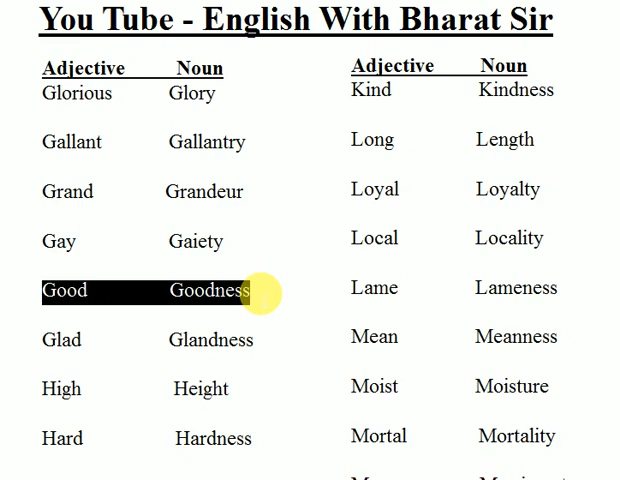 You Tube - English With Bharat Sir
Adjective Noun
Glorious Glory
Gallant Gallantry
Grand Grandeur
Gay Gaiety
Good Goodness
Glad Glandness
High Height
Hard Hardness
Adjective Noun
Kind Kindness
Long Length
Loyal Loyalty
Local Locality
Lame Lameness
Mean Meanness
Moist Moisture
Mortal Mortality